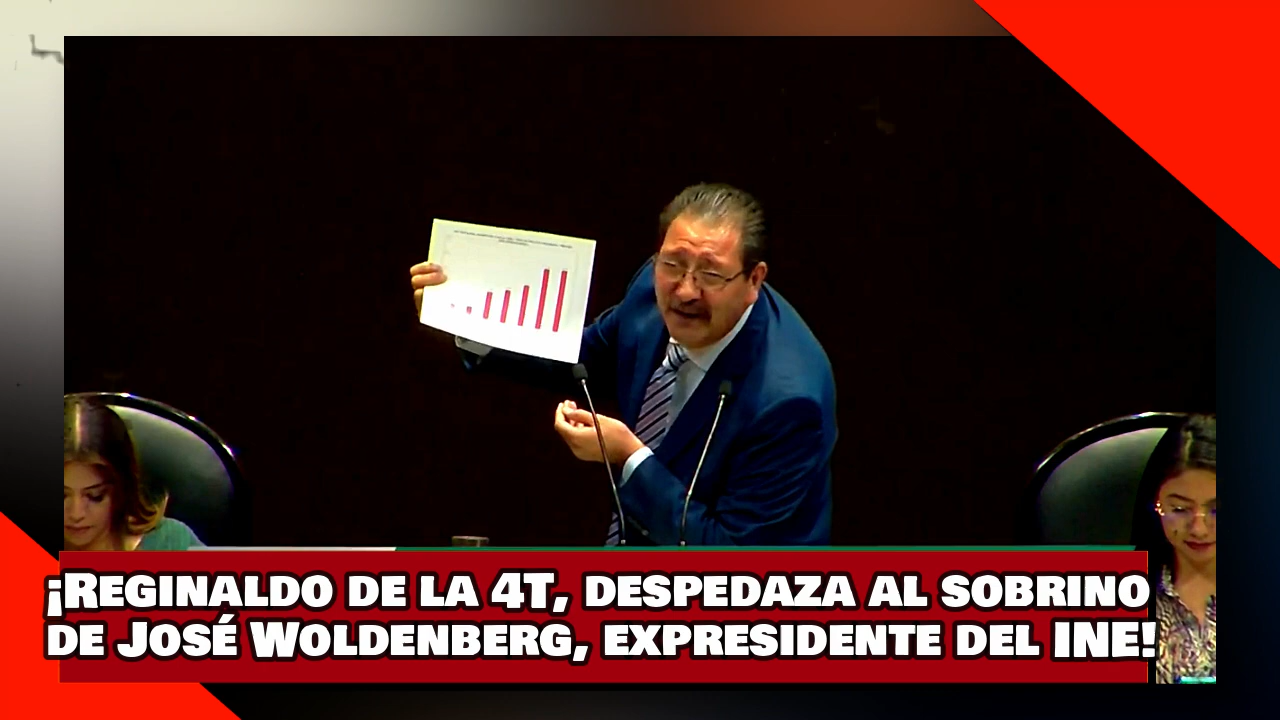 ¡Reginaldo de la 4T, despedaza al sobrino
de José Woldenberg, expresidente del INE!